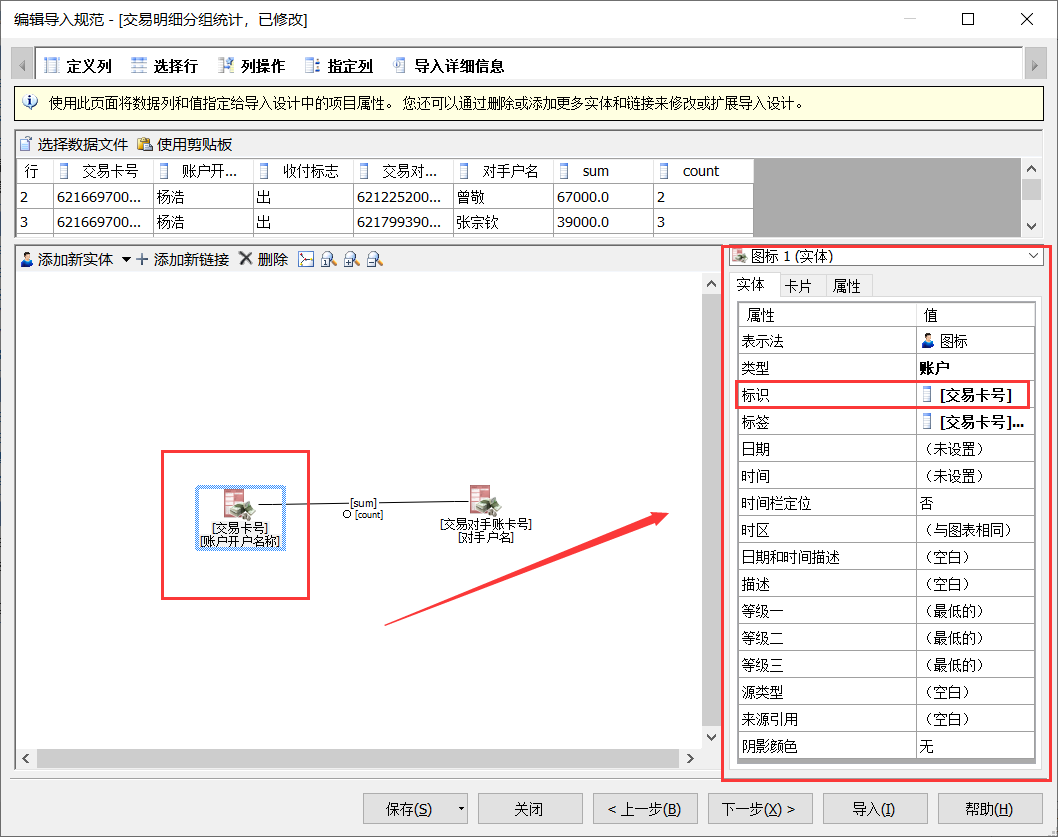 编辑导入规范 - [交易明细分组统计，已修改]
定义列 选择行 列操作 指定列 导入详细信息
使用此页面将数据列和值指定给导入设计中的项目属性。 您还可以通过删除或添加更多实体和链接来修改或扩展导入设计。
选择数据文件 使用剪贴板
行 交易卡号 账户开... 收付标志 交易对... 对手户名 sum count
2 621669700... 杨浩 出 621225200... 曾敬 67000.0 2
3 621669700... 杨浩 出 621799390... 张宗钦 39000.0 3
添加新实体 添加新链接 删除
[交易卡号]
[账户开户名称]
[sum]
[count]
[交易对手账卡号]
[对手户名]
图标 1 (实体)
实体 卡片 属性
属性 值
表示法 图标
类型 账户
标识 [交易卡号]
标签 [交易卡号]...
日期 （未设置）
时间 （未设置）
时间栏定位 否
时区 （与图表相同）
日期和时间描述 （空白）
描述 （空白）
等级一 （最低的）
等级二 （最低的）
等级三 （最低的）
源类型 （空白）
来源引用 （空白）
阴影颜色 无
保存(S) 关闭 < 上一步(B) 下一步(X) > 导入(I) 帮助(H)